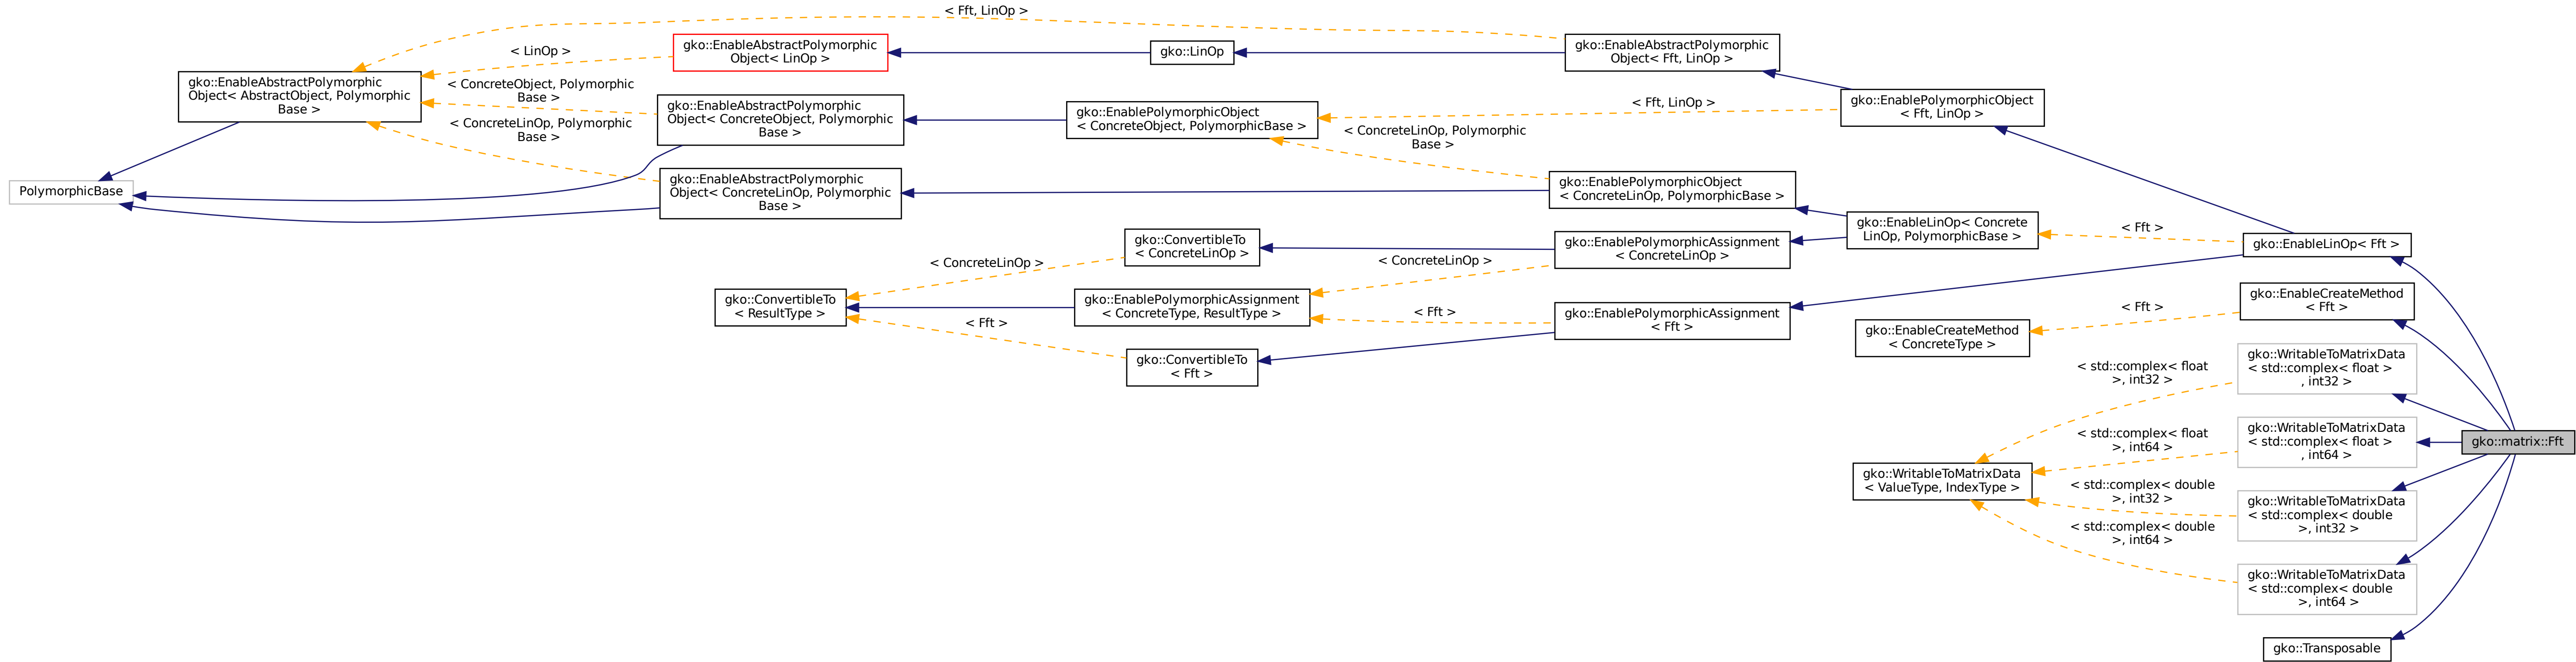 < Fft, LinOp >
gko::EnableAbstractPolymorphic
Object< LinOp >
gko::LinOp
gko::EnableAbstractPolymorphic
Object< Fft, LinOp >
< LinOp >
gko::EnableAbstractPolymorphic
Object< AbstractObject, Polymorphic
Base >
< ConcreteObject, Polymorphic
Base >
gko::EnableAbstractPolymorphic
Object< ConcreteObject, Polymorphic
Base >
gko::EnablePolymorphicObject
< ConcreteObject, PolymorphicBase >
< Fft, LinOp >
gko::EnablePolymorphicObject
< Fft, LinOp >
< ConcreteLinOp, Polymorphic
Base >
< ConcreteLinOp, Polymorphic
Base >
PolymorphicBase
gko::EnableAbstractPolymorphic
Object< ConcreteLinOp, Polymorphic
Base >
gko::EnablePolymorphicObject
< ConcreteLinOp, PolymorphicBase >
gko::EnableLinOp< Concrete
LinOp, PolymorphicBase >
< Fft >
gko::EnableLinOp< Fft >
gko::ConvertibleTo
< ConcreteLinOp >
gko::EnablePolymorphicAssignment
< ConcreteLinOp >
< ConcreteLinOp >
< ConcreteLinOp >
gko::ConvertibleTo
< ResultType >
gko::EnablePolymorphicAssignment
< ConcreteType, ResultType >
< Fft >
< Fft >
gko::EnablePolymorphicAssignment
< Fft >
gko::ConvertibleTo
< Fft >
gko::EnableCreateMethod
< ConcreteType >
< Fft >
gko::EnableCreateMethod
< Fft >
< std::complex< float
>, int32 >
gko::WritableToMatrixData
< std::complex< float >
, int32 >
< std::complex< float
>, int64 >
gko::WritableToMatrixData
< std::complex< float >
, int64 >
gko::matrix::Fft
gko::WritableToMatrixData
< ValueType, IndexType >
< std::complex< double
>, int32 >
gko::WritableToMatrixData
< std::complex< double
>, int32 >
< std::complex< double
>, int64 >
gko::WritableToMatrixData
< std::complex< double
>, int64 >
gko::Transposable